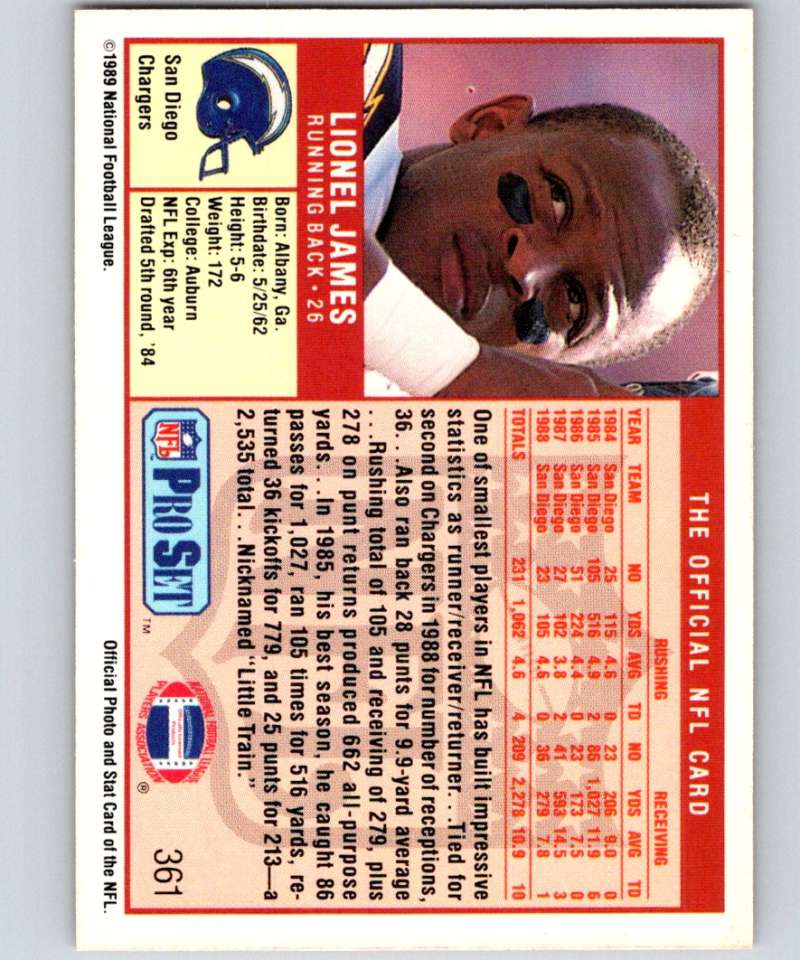 THE OFFICIAL NFL CARD
RUSHING RECEIVING
YEAR TEAM NO YDS AVG TD NO YDS AVG TD
1984 San Diego 25 115 4.6 0 23 206 9.0 0
1985 San Diego 105 516 4.9 2 86 1,027 11.9 6
1986 San Diego 51 224 4.4 0 23 173 7.5 0
1987 San Diego 27 102 3.8 2 41 593 14.5 3
1988 San Diego 23 105 4.6 0 36 279 7.8 1
TOTALS 231 1,062 4.6 4 209 2,278 10.9 10
One of smallest players in NFL has built impressive
statistics as runner/receiver/returner...Tied for
second on Chargers in 1988 for number of receptions,
36...Also ran back 28 punts for 9.9-yard average
...Rushing total of 105 and receiving of 279, plus
278 on punt returns produced 662 all-purpose
yards...In 1985, his best season, he caught 86
passes for 1,027, ran 105 times for 516 yards, re-
turned 36 kickoffs for 779, and 25 punts for 213—a
2,535 total...Nicknamed "Little Train."
LIONEL JAMES
RUNNING BACK • 26
San Diego
Chargers
Born: Albany, Ga.
Birthdate: 5/25/62
Height: 5-6
Weight: 172
College: Auburn
NFL Exp: 6th year
Drafted 5th round, '84
NFL PRO SET ™
NATIONAL FOOTBALL LEAGUE
PLAYERS ASSOCIATION ®
361
©1989 National Football League.
Official Photo and Stat Card of the NFL.